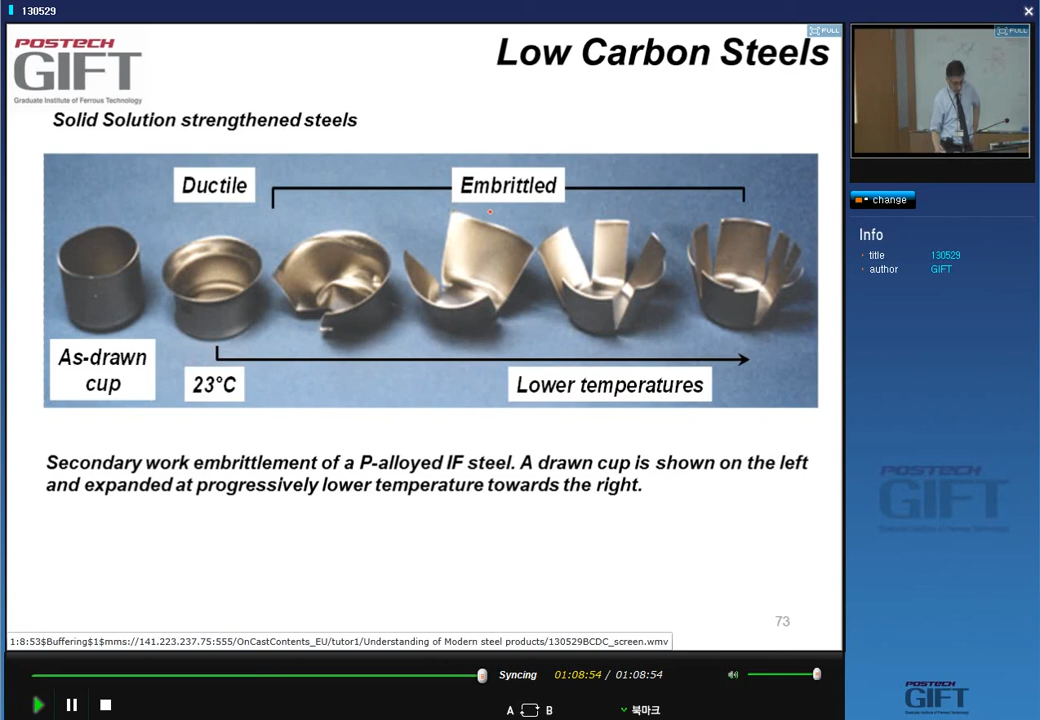 130529
POSTECH
GIFT
Graduate Institute of Ferrous Technology
FULL
Low Carbon Steels
Solid Solution strengthened steels
Ductile
Embrittled
As-drawn
cup
23°C
Lower temperatures
Secondary work embrittlement of a P-alloyed IF steel. A drawn cup is shown on the left
and expanded at progressively lower temperature towards the right.
73
1:8:53$Buffering$1$mms://141.223.237.75:555/OnCastContents_EU/tutor1/Understanding of Modern steel products/130529BCDC_screen.wmv
Syncing
01:08:54 / 01:08:54
A
B
북마크
FULL
change
Info
title
130529
author
GIFT
POSTECH
GIFT
POSTECH
GIFT